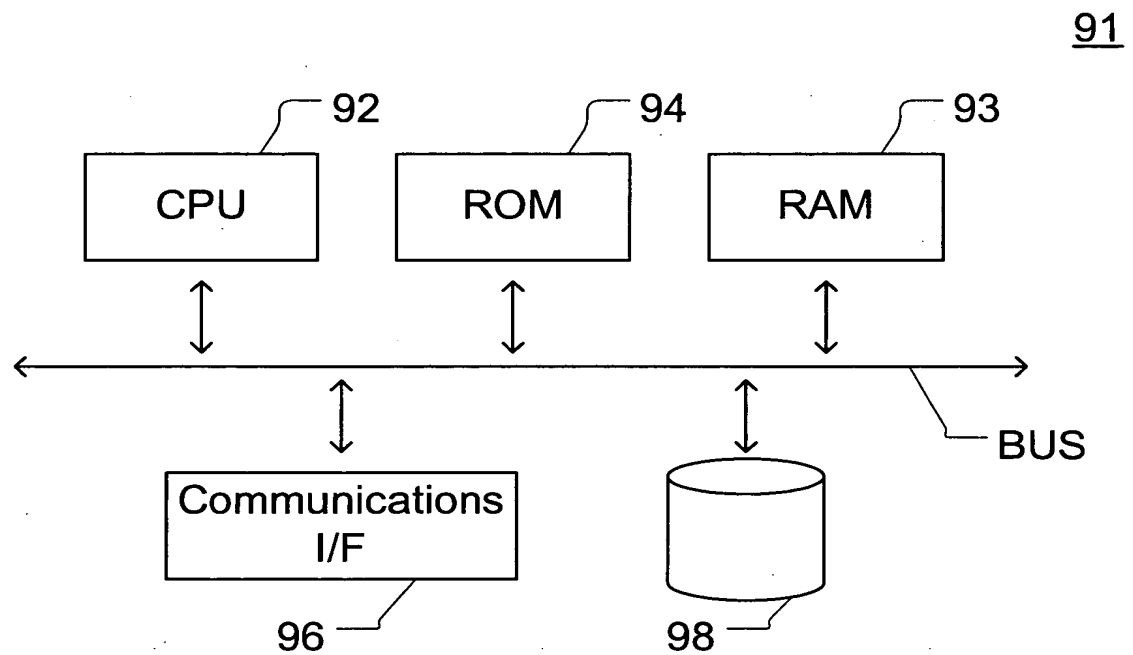 91
92
94
93
CPU
ROM
RAM
BUS
Communications
I/F
96
98